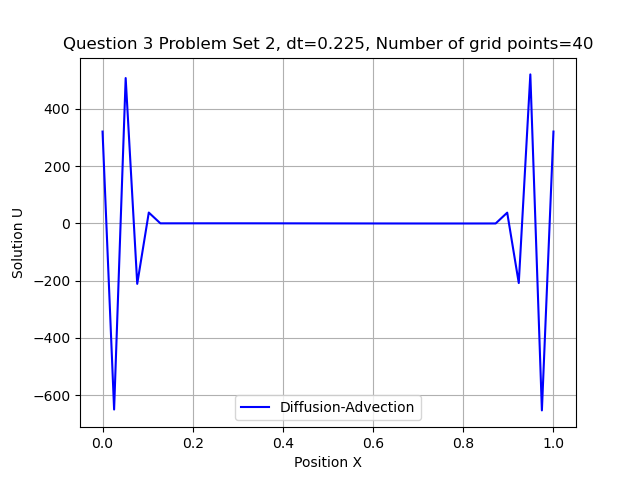 Question 3 Problem Set 2, dt=0.225, Number of grid points=40
400
200
0
−200
−400
−600
Solution U
Diffusion-Advection
0.0 0.2 0.4 0.6 0.8 1.0
Position X